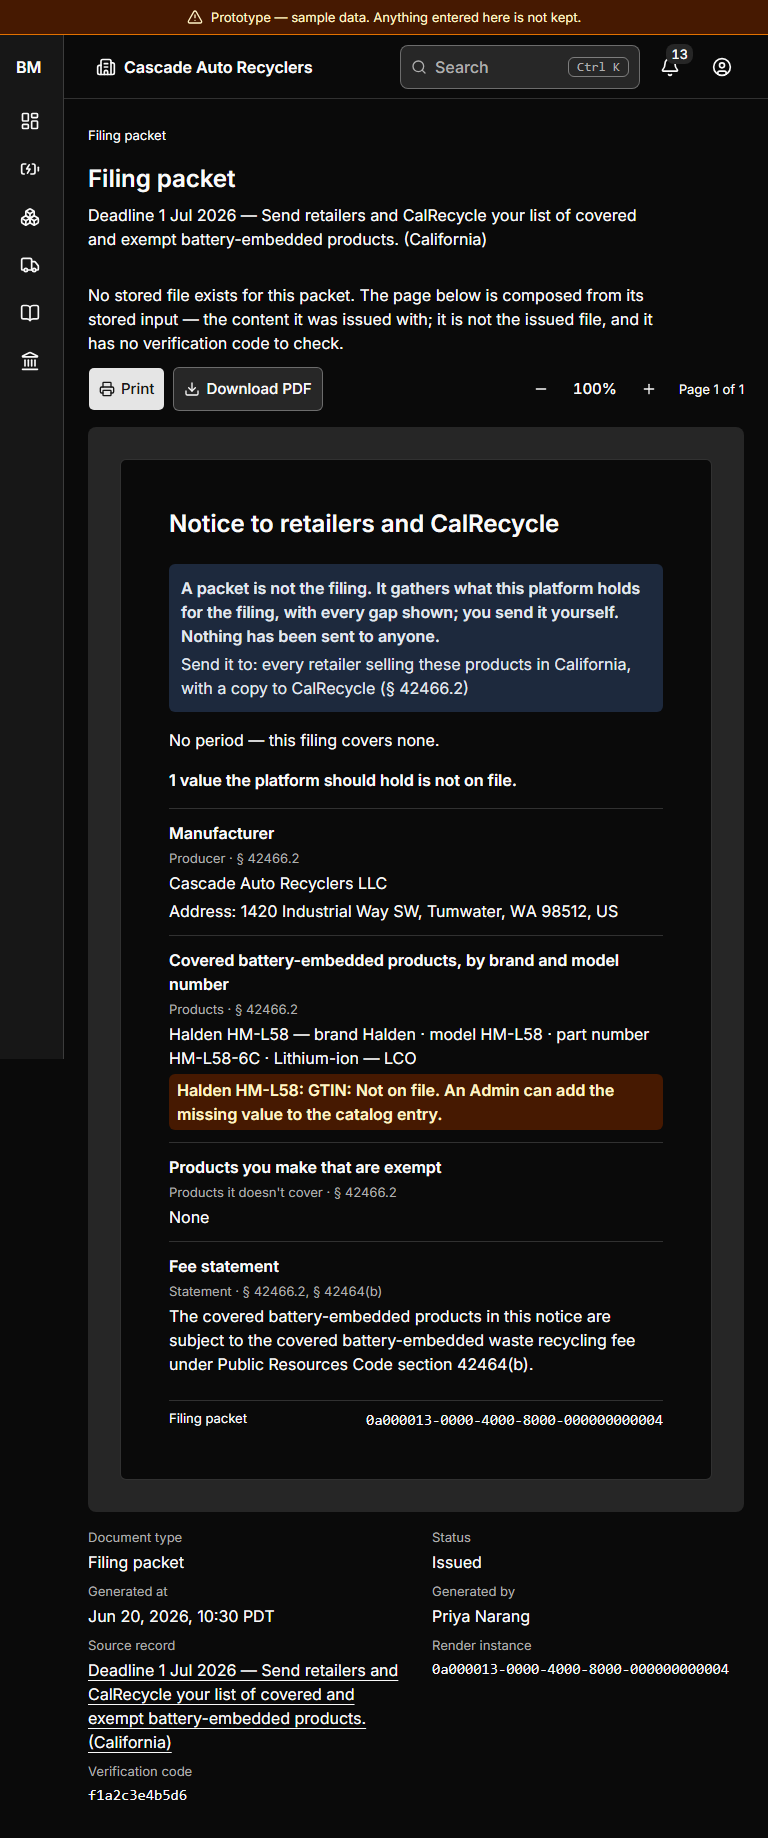 Prototype — sample data. Anything entered here is not kept.
BM
Cascade Auto Recyclers
Search
Ctrl K
13
Filing packet
Filing packet
Deadline 1 Jul 2026 — Send retailers and CalRecycle your list of covered
and exempt battery-embedded products. (California)
No stored file exists for this packet. The page below is composed from its
stored input — the content it was issued with; it is not the issued file, and it
has no verification code to check.
Print
Download PDF
100%
Page 1 of 1
Notice to retailers and CalRecycle
A packet is not the filing. It gathers what this platform holds
for the filing, with every gap shown; you send it yourself.
Nothing has been sent to anyone.
Send it to: every retailer selling these products in California,
with a copy to CalRecycle (§ 42466.2)
No period — this filing covers none.
1 value the platform should hold is not on file.
Manufacturer
Producer · § 42466.2
Cascade Auto Recyclers LLC
Address: 1420 Industrial Way SW, Tumwater, WA 98512, US
Covered battery-embedded products, by brand and model
number
Products · § 42466.2
Halden HM-L58 — brand Halden · model HM-L58 · part number
HM-L58-6C · Lithium-ion — LCO
Halden HM-L58: GTIN: Not on file. An Admin can add the
missing value to the catalog entry.
Products you make that are exempt
Products it doesn't cover · § 42466.2
None
Fee statement
Statement · § 42466.2, § 42464(b)
The covered battery-embedded products in this notice are
subject to the covered battery-embedded waste recycling fee
under Public Resources Code section 42464(b).
Filing packet
0a000013-0000-4000-8000-000000000004
Document type
Filing packet
Status
Issued
Generated at
Jun 20, 2026, 10:30 PDT
Generated by
Priya Narang
Source record
Deadline 1 Jul 2026 — Send retailers and
CalRecycle your list of covered and
exempt battery-embedded products.
(California)
Render instance
0a000013-0000-4000-8000-000000000004
Verification code
f1a2c3e4b5d6